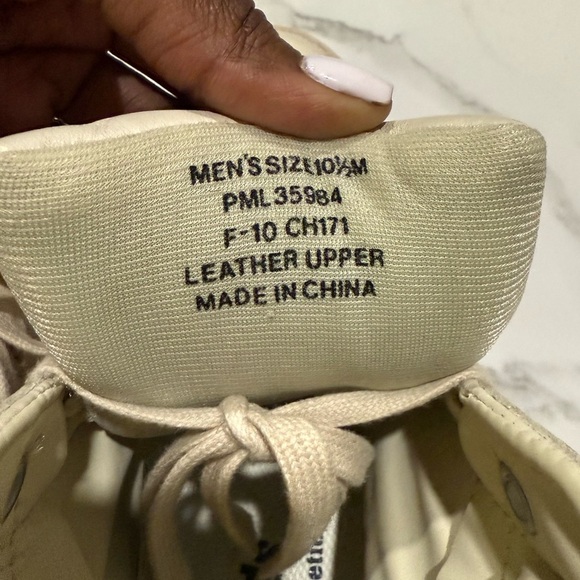 MEN'S SIZE 10½M
PML 35984
F-10 CH171
LEATHER UPPER
MADE IN CHINA